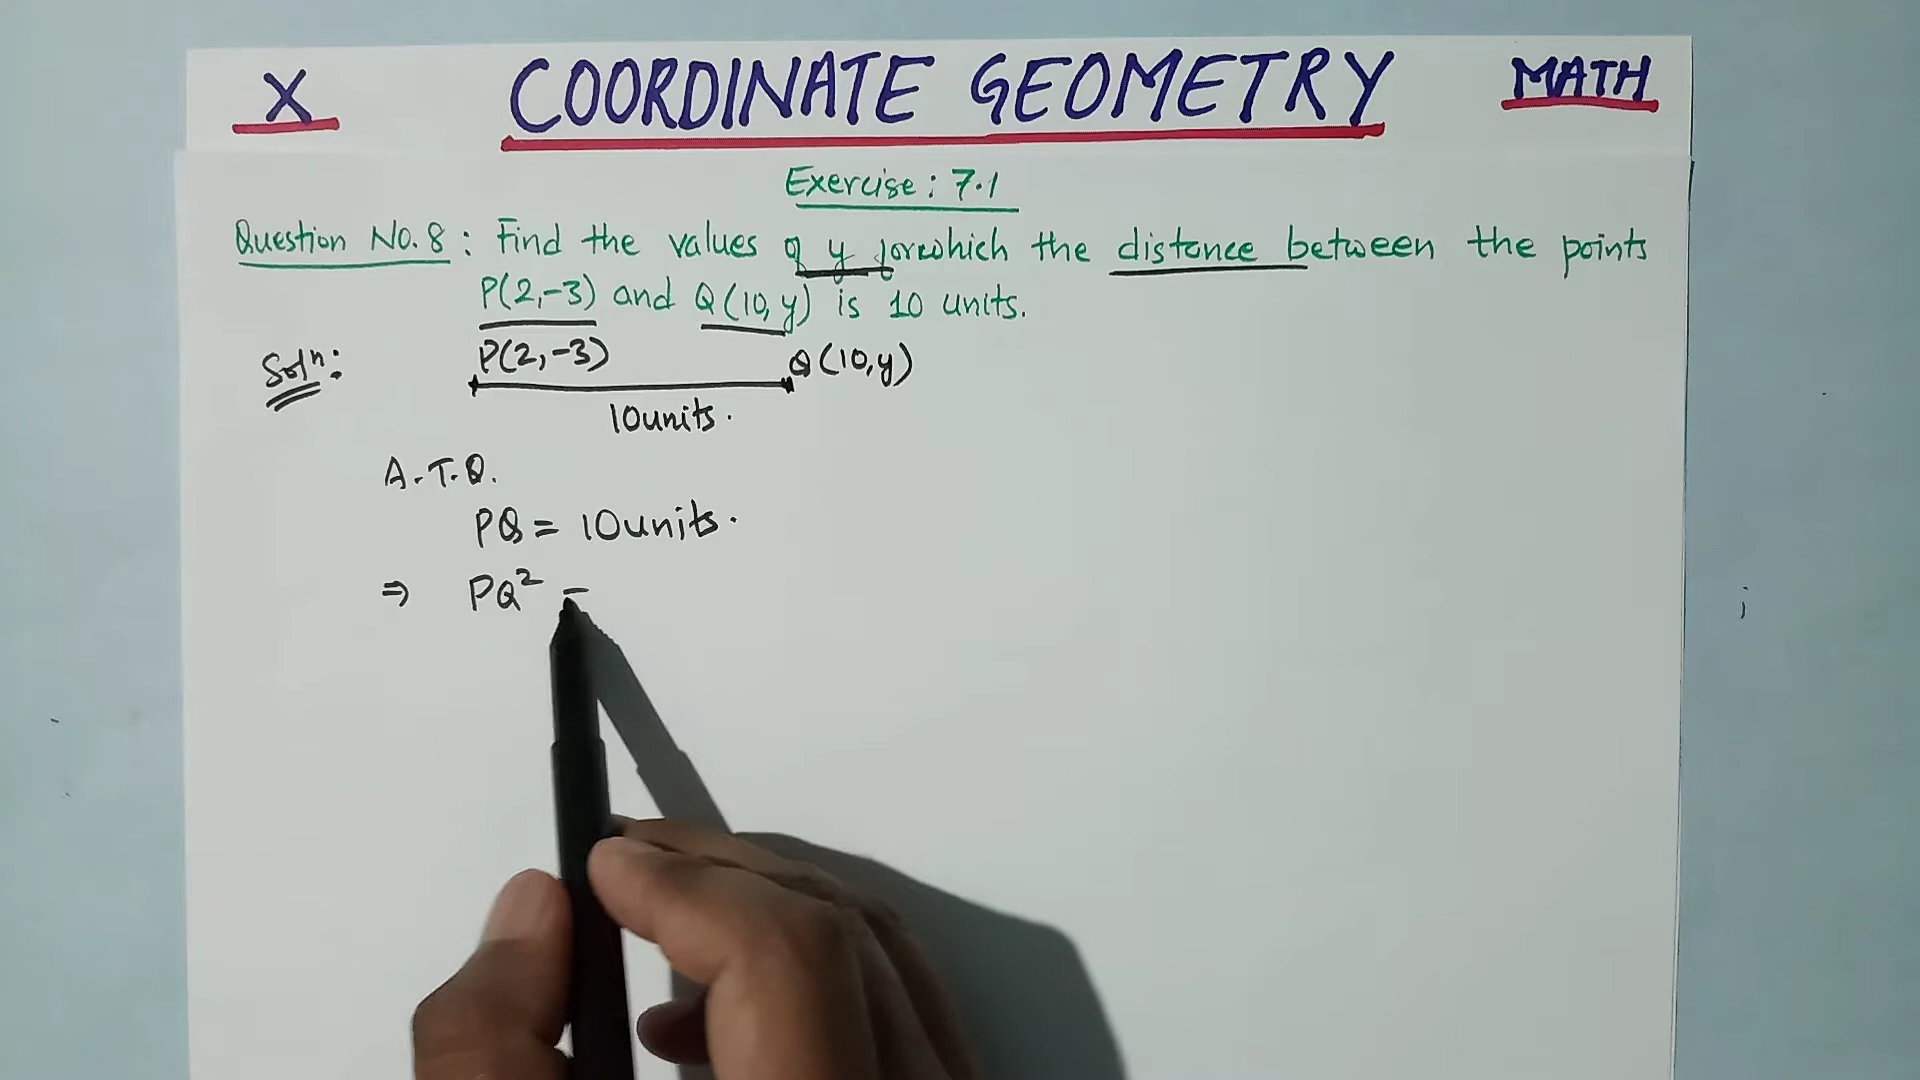 X COORDINATE GEOMETRY MATH
Exercise: 7.1
Question No. 8: Find the values of y for which the distance between the points
P(2,-3) and Q(10,y) is 10 units.
Solⁿ: P(2,-3) Q(10,y)
10units.
A.T.Q.
PQ = 10units.
⇒ PQ² =